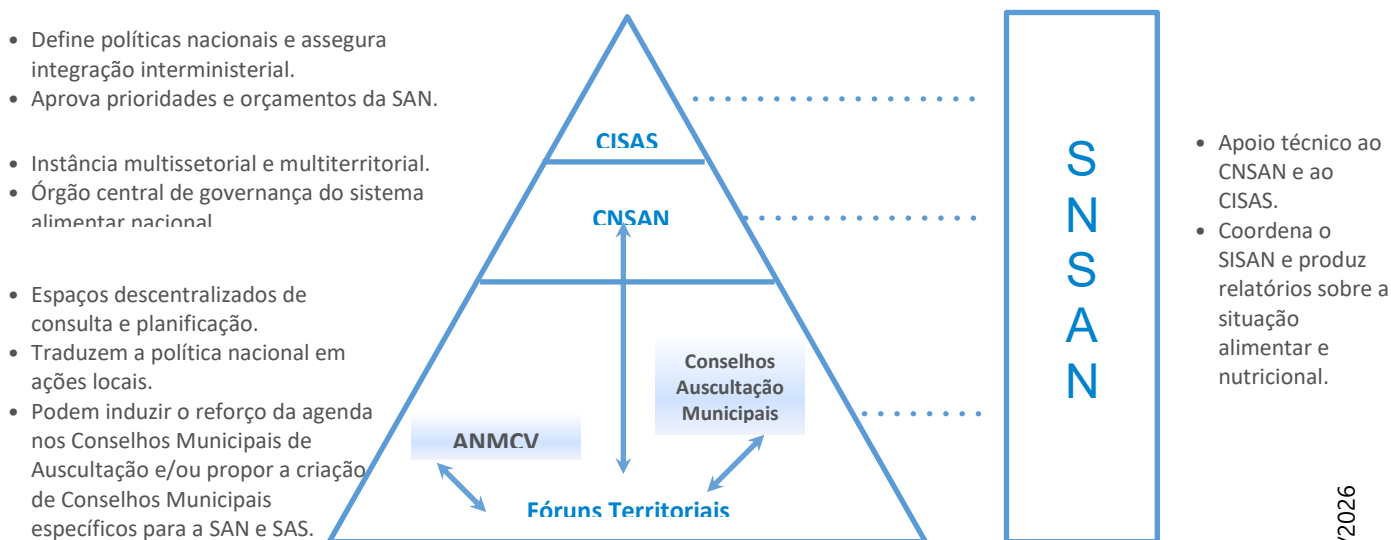 • Define políticas nacionais e assegura
integração interministerial.
• Aprova prioridades e orçamentos da SAN.
• Instância multissetorial e multiterritorial.
• Órgão central de governança do sistema
alimentar nacional
• Espaços descentralizados de
consulta e planificação.
• Traduzem a política nacional em
ações locais.
• Podem induzir o reforço da agenda
nos Conselhos Municipais de
Auscultação e/ou propor a criação
de Conselhos Municipais
específicos para a SAN e SAS.
CISAS
CNSAN
Conselhos
Auscultação
Municipais
ANMCV
Fóruns Territoriais
S
N
S
A
N
• Apoio técnico ao
CNSAN e ao
CISAS.
• Coordena o
SISAN e produz
relatórios sobre a
situação
alimentar e
nutricional.
/2026